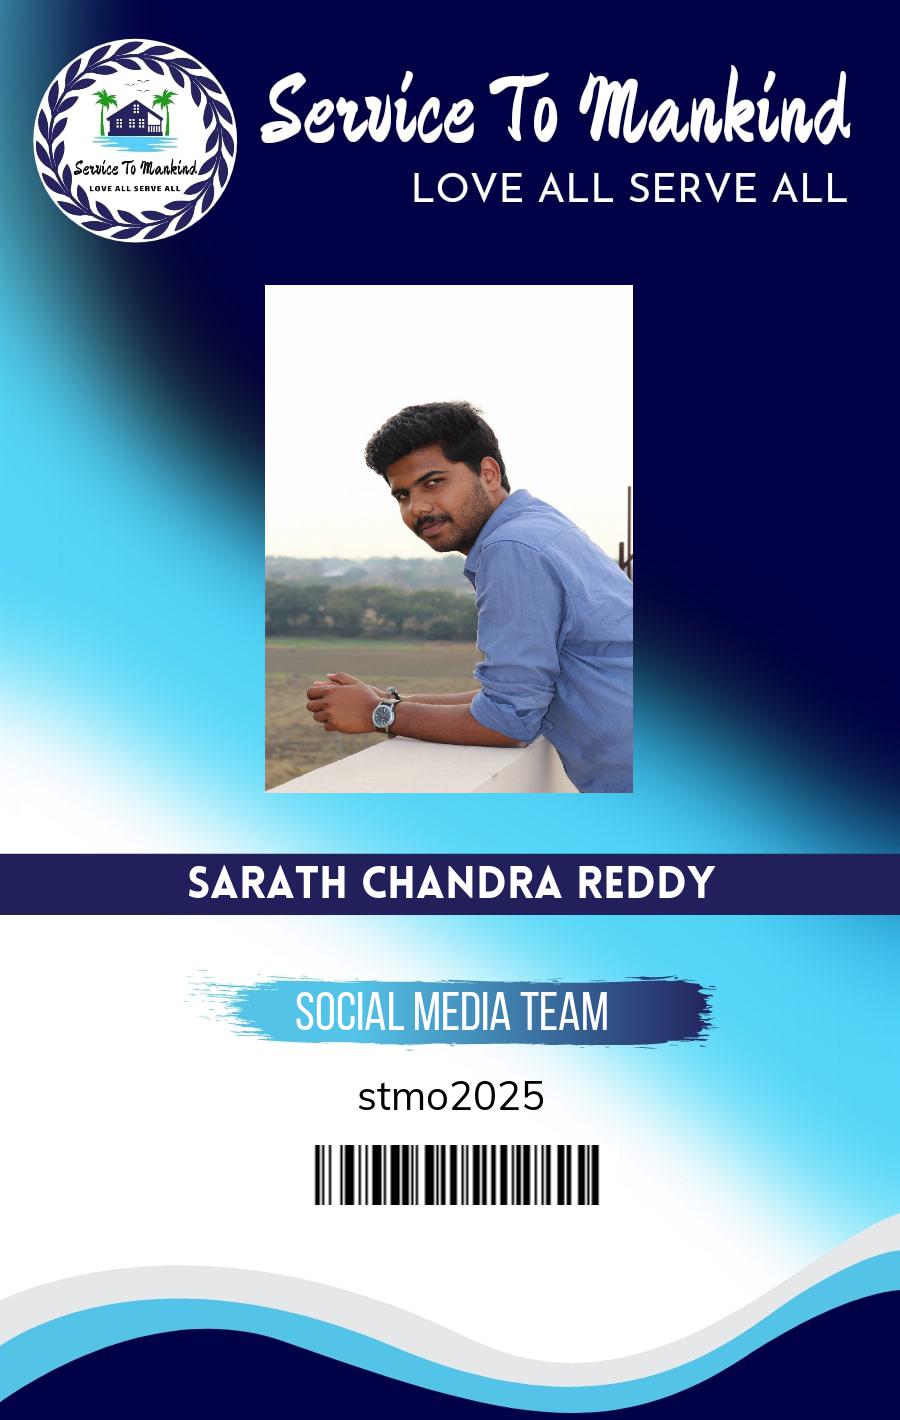 Service To Mankind
LOVE ALL SERVE ALL
Service To Mankind
LOVE ALL SERVE ALL
SARATH CHANDRA REDDY
SOCIAL MEDIA TEAM
stmo2025